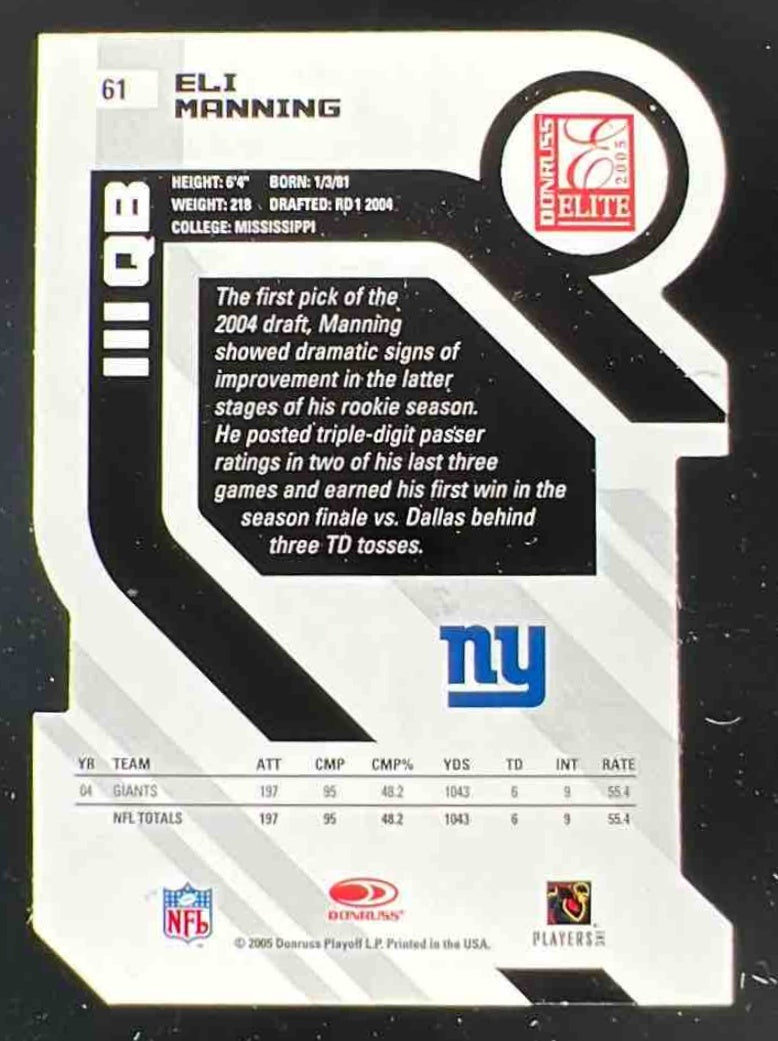 61
ELI
MANNING
DONRUSS
E 2005
ELITE
QB
HEIGHT: 6'4" BORN: 1/3/81
WEIGHT: 218 DRAFTED: RD 1 2004
COLLEGE: MISSISSIPPI
The first pick of the
2004 draft, Manning
showed dramatic signs of
improvement in the latter
stages of his rookie season.
He posted triple-digit passer
ratings in two of his last three
games and earned his first win in the
season finale vs. Dallas behind
three TD tosses.
ny
YR TEAM ATT CMP CMP% YDS TD INT RATE
04 GIANTS 197 95 48.2 1043 6 9 55.4
NFL TOTALS 197 95 48.2 1043 6 9 55.4
NFL
DONRUSS
PLAYERS INC
© 2005 Donruss Playoff L.P. Printed in the USA.